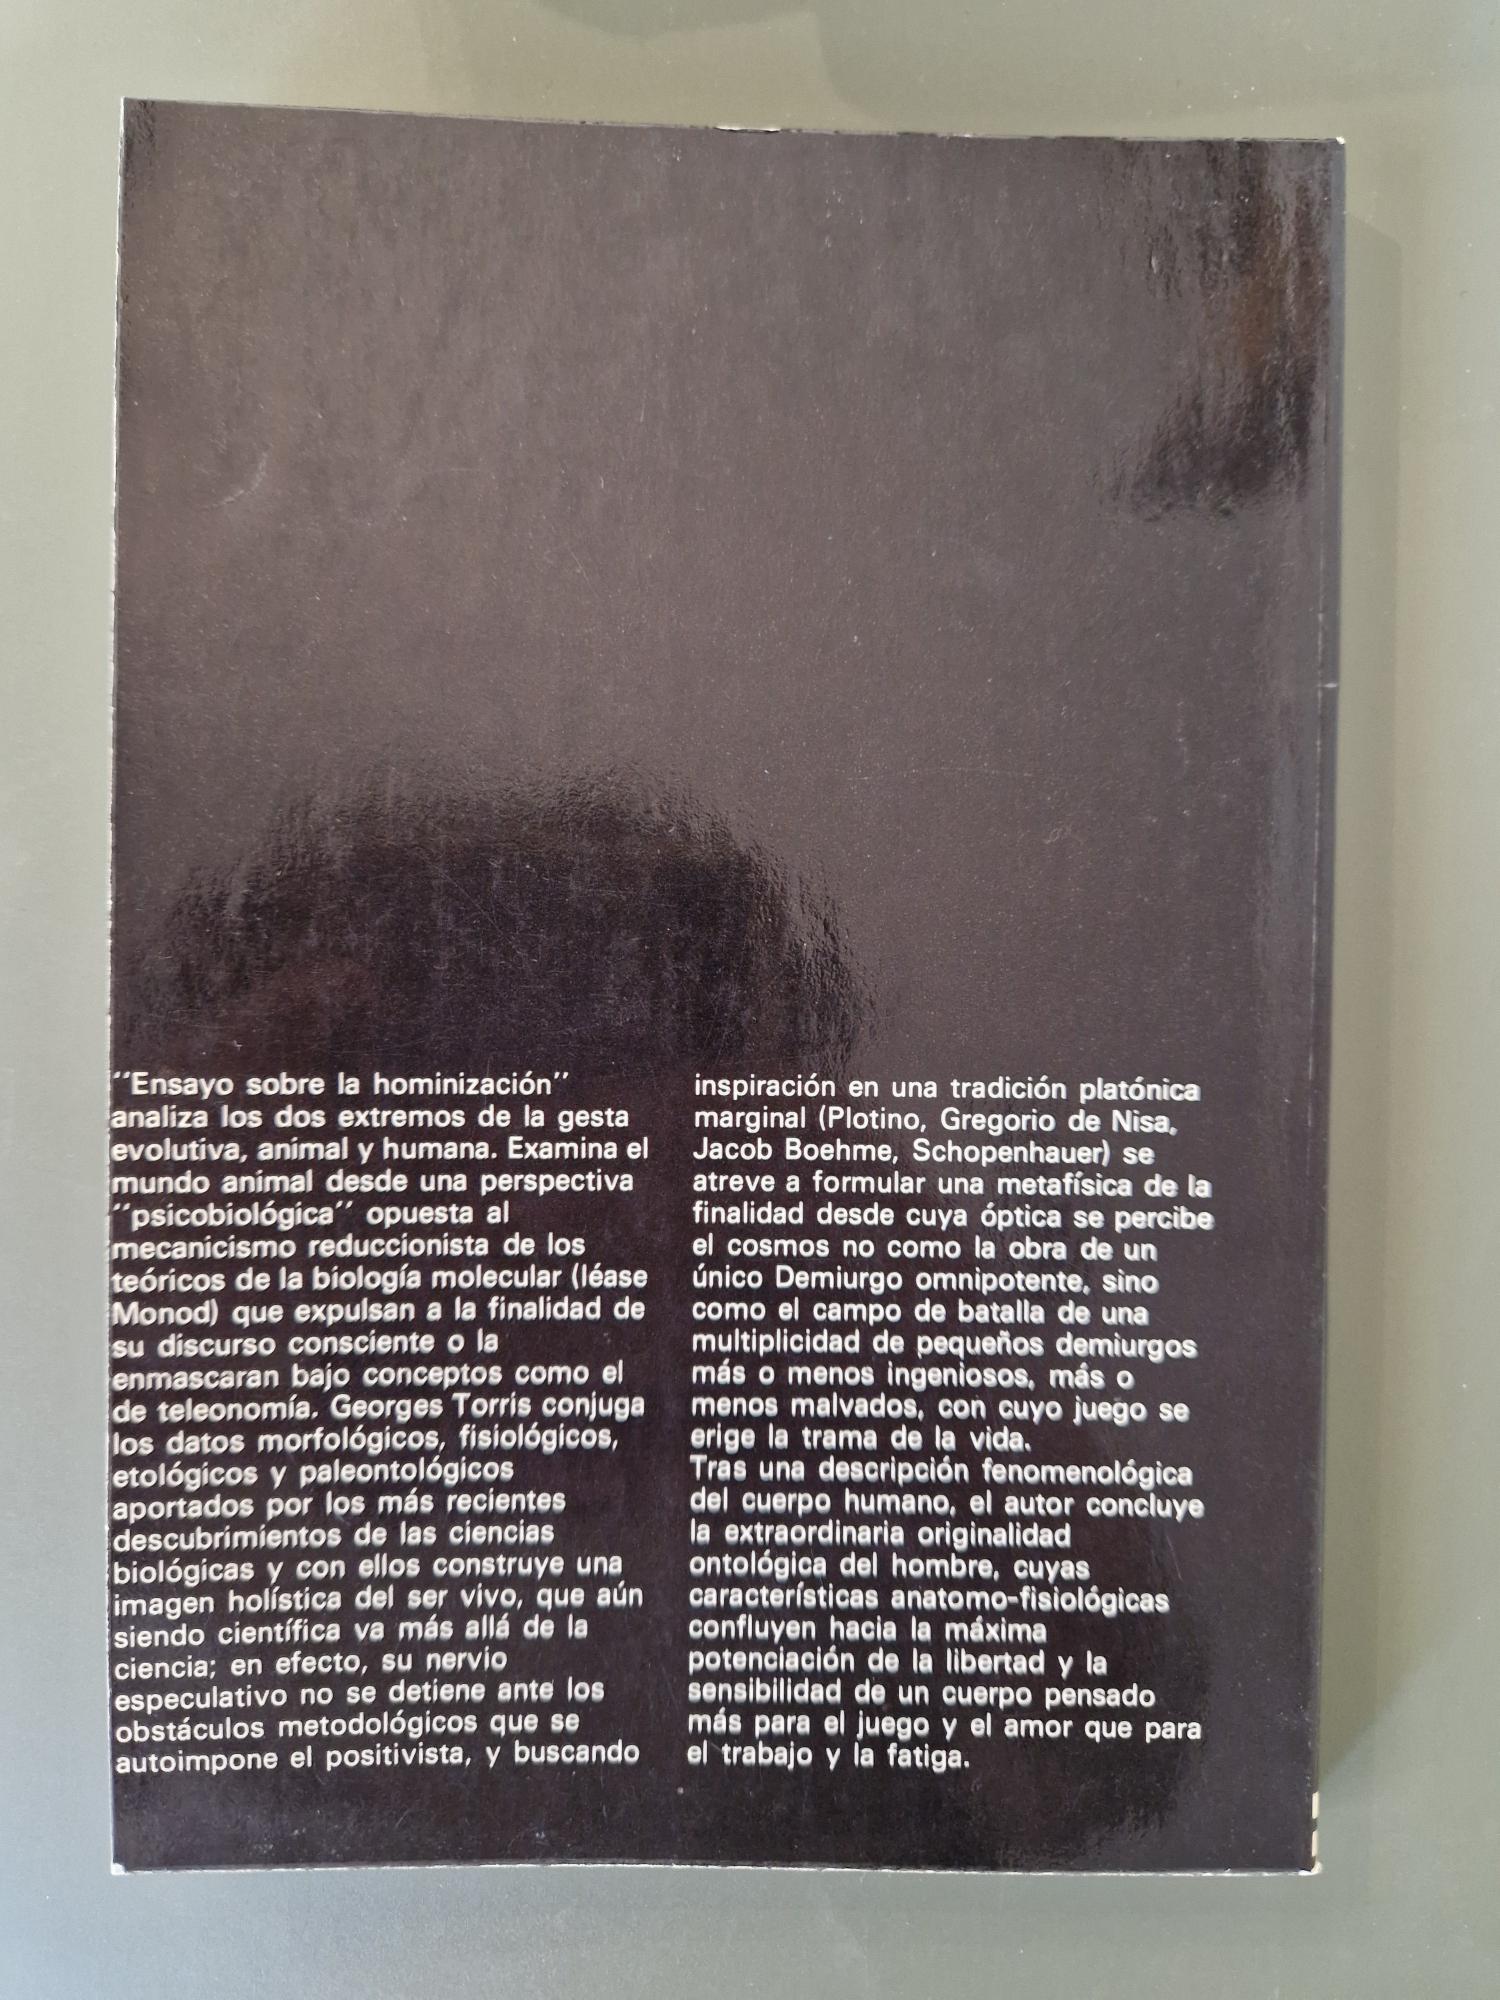 "Ensayo sobre la hominización"
analiza los dos extremos de la gesta
evolutiva, animal y humana. Examina el
mundo animal desde una perspectiva
"psicobiológica" opuesta al
mecanicismo reduccionista de los
teóricos de la biología molecular (léase
Monod) que expulsan a la finalidad de
su discurso consciente o la
enmascaran bajo conceptos como el
de teleonomía. Georges Torris conjuga
los datos morfológicos, fisiológicos,
etológicos y paleontológicos
aportados por los más recientes
descubrimientos de las ciencias
biológicas y con ellos construye una
imagen holística del ser vivo, que aún
siendo científica va más allá de la
ciencia; en efecto, su nervio
especulativo no se detiene ante los
obstáculos metodológicos que se
autoimpone el positivista, y buscando
inspiración en una tradición platónica
marginal (Plotino, Gregorio de Nisa,
Jacob Boehme, Schopenhauer) se
atreve a formular una metafísica de la
finalidad desde cuya óptica se percibe
el cosmos no como la obra de un
único Demiurgo omnipotente, sino
como el campo de batalla de una
multiplicidad de pequeños demiurgos
más o menos ingeniosos, más o
menos malvados, con cuyo juego se
erige la trama de la vida.
Tras una descripción fenomenológica
del cuerpo humano, el autor concluye
la extraordinaria originalidad
ontológica del hombre, cuyas
características anatomo-fisiológicas
confluyen hacia la máxima
potenciación de la libertad y la
sensibilidad de un cuerpo pensado
más para el juego y el amor que para
el trabajo y la fatiga.